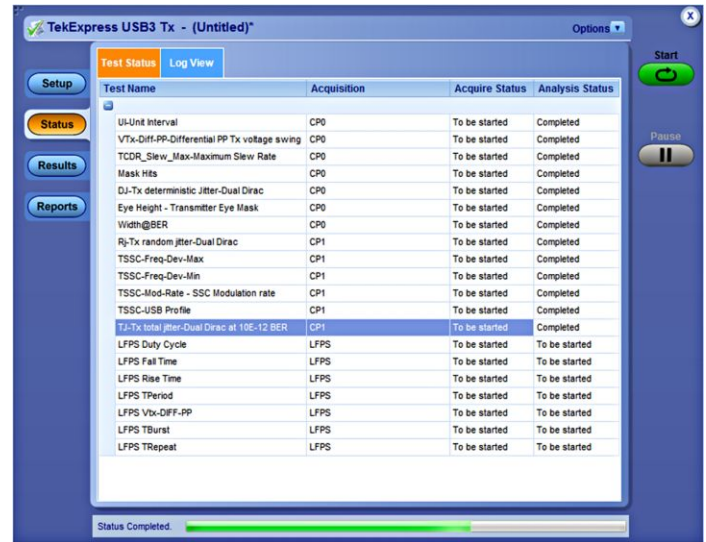 TekExpress USB3 Tx - (Untitled)*
Options
x
Start
Pause
Setup
Status
Results
Reports
Test Status Log View
Test Name Acquisition Acquire Status Analysis Status
UI-Unit Interval CP0 To be started Completed
VTx-Diff-PP-Differential PP Tx voltage swing CP0 To be started Completed
TCDR_Slew_Max-Maximum Slew Rate CP0 To be started Completed
Mask Hits CP0 To be started Completed
DJ-Tx deterministic Jitter-Dual Dirac CP0 To be started Completed
Eye Height - Transmitter Eye Mask CP0 To be started Completed
Width@BER CP0 To be started Completed
Rj-Tx random jitter-Dual Dirac CP1 To be started Completed
TSSC-Freq-Dev-Max CP1 To be started Completed
TSSC-Freq-Dev-Min CP1 To be started Completed
TSSC-Mod-Rate - SSC Modulation rate CP1 To be started Completed
TSSC-USB Profile CP1 To be started Completed
TJ-Tx total jitter-Dual Dirac at 10E-12 BER CP1 To be started Completed
LFPS Duty Cycle LFPS To be started To be started
LFPS Fall Time LFPS To be started To be started
LFPS Rise Time LFPS To be started To be started
LFPS TPeriod LFPS To be started To be started
LFPS Vtx-DIFF-PP LFPS To be started To be started
LFPS TBurst LFPS To be started To be started
LFPS TRepeat LFPS To be started To be started
Status Completed.